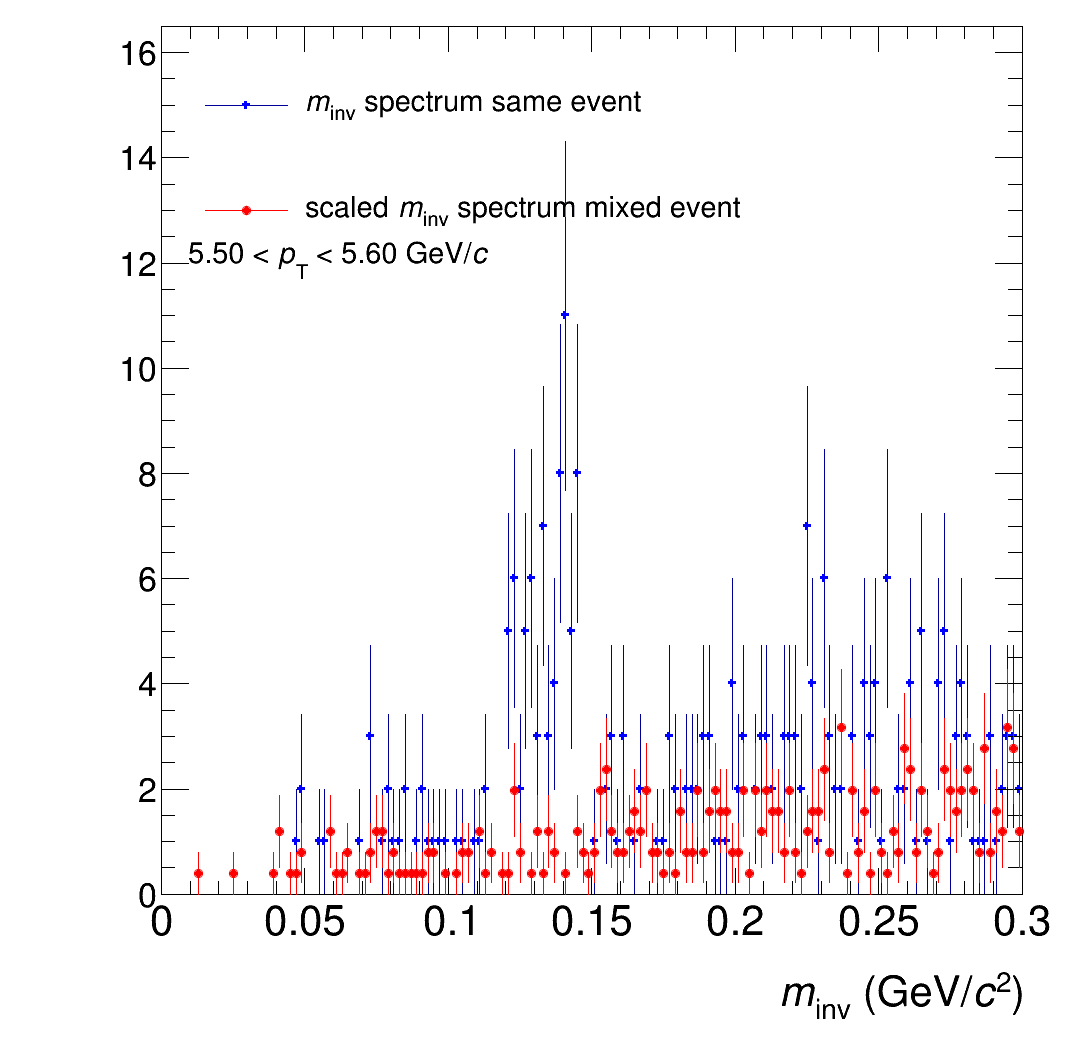 16
m_inv spectrum same event
14
scaled m_inv spectrum mixed event
5.50 < p_T < 5.60 GeV/c
12
10
8
6
4
2
0
0 0.05 0.1 0.15 0.2 0.25 0.3
m_inv (GeV/c²)